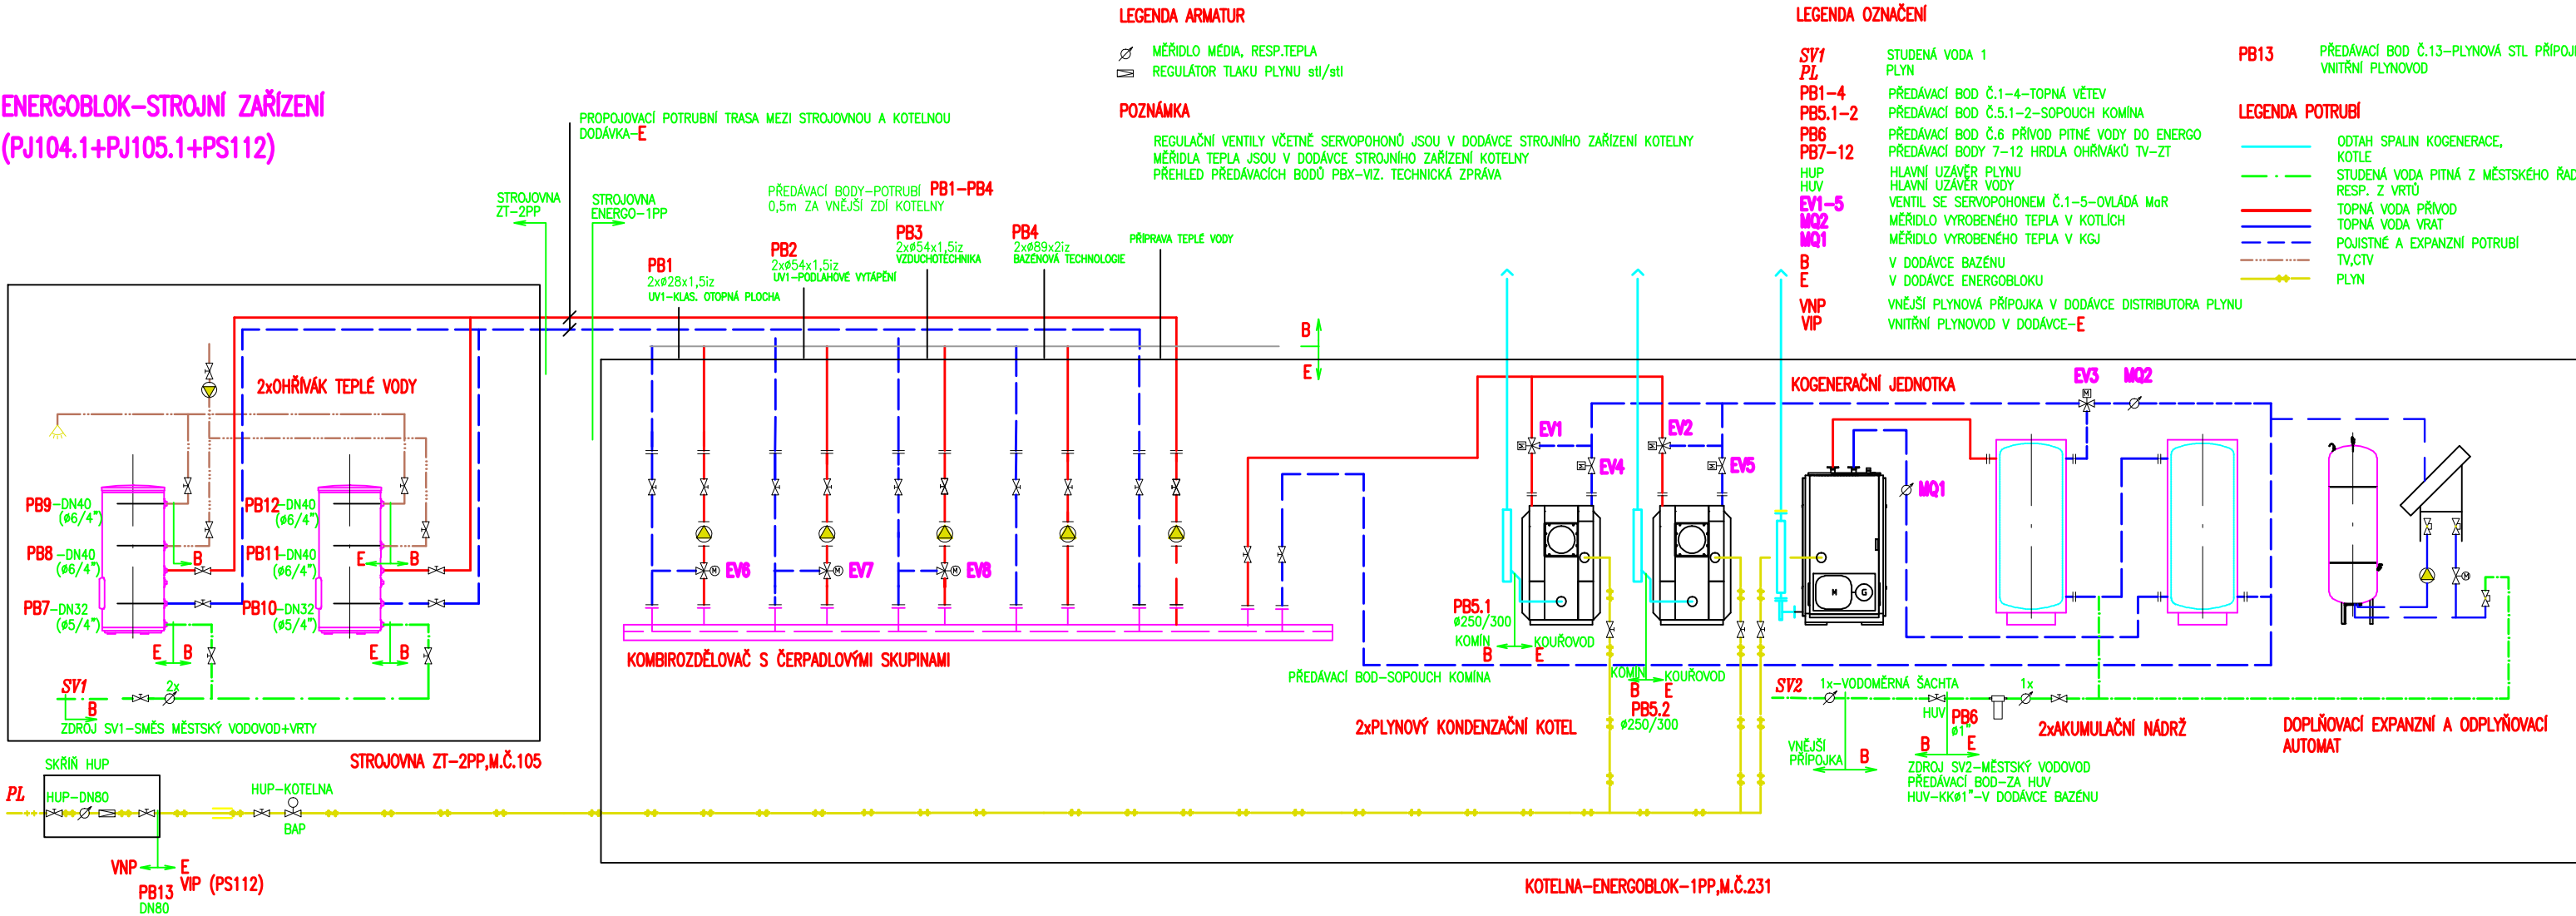 LEGENDA ARMATUR
MĚŘIDLO MÉDIA, RESP.TEPLA
REGULÁTOR TLAKU PLYNU stl/stl
POZNÁMKA
REGULAČNÍ VENTILY VČETNĚ SERVOPOHONŮ JSOU V DODÁVCE STROJNÍHO ZAŘÍZENÍ KOTELNY
MĚŘIDLA TEPLA JSOU V DODÁVCE STROJNÍHO ZAŘÍZENÍ KOTELNY
PŘEHLED PŘEDÁVACÍCH BODŮ PBX-VIZ. TECHNICKÁ ZPRÁVA
LEGENDA OZNAČENÍ
SV1 STUDENÁ VODA 1
PL PLYN
PB1-4 PŘEDÁVACÍ BOD Č.1-4-TOPNÁ VĚTEV
PB5.1-2 PŘEDÁVACÍ BOD Č.5.1-2-SOPOUCH KOMÍNA
PB6 PŘEDÁVACÍ BOD Č.6 PŘÍVOD PITNÉ VODY DO ENERGO
PB7-12 PŘEDÁVACÍ BODY 7-12 HRDLA OHŘÍVÁKŮ TV-ZT
HUP HLAVNÍ UZÁVĚR PLYNU
HUV HLAVNÍ UZÁVĚR VODY
EV1-5 VENTIL SE SERVOPOHONEM Č.1-5-OVLÁDÁ MaR
MQ2 MĚŘIDLO VYROBENÉHO TEPLA V KOTLÍCH
MQ1 MĚŘIDLO VYROBENÉHO TEPLA V KGJ
B V DODÁVCE BAZÉNU
E V DODÁVCE ENERGOBLOKU
VNP VNĚJŠÍ PLYNOVÁ PŘÍPOJKA V DODÁVCE DISTRIBUTORA PLYNU
VIP VNITŘNÍ PLYNOVOD V DODÁVCE-E
PB13 PŘEDÁVACÍ BOD Č.13-PLYNOVÁ STL PŘÍPOJ
VNITŘNÍ PLYNOVOD
LEGENDA POTRUBÍ
ODTAH SPALIN KOGENERACE,
KOTLE
STUDENÁ VODA PITNÁ Z MĚSTSKÉHO ŘAD
RESP. Z VRTŮ
TOPNÁ VODA PŘÍVOD
TOPNÁ VODA VRAT
POJISTNÉ A EXPANZNÍ POTRUBÍ
TV,CTV
PLYN
ENERGOBLOK-STROJNÍ ZAŘÍZENÍ
(PJ104.1+PJ105.1+PS112)
PROPOJOVACÍ POTRUBNÍ TRASA MEZI STROJOVNOU A KOTELNOU
DODÁVKA-E
STROJOVNA
ZT-2PP
STROJOVNA
ENERGO-1PP
PŘEDÁVACÍ BODY-POTRUBÍ PB1-PB4
0,5m ZA VNĚJŠÍ ZDÍ KOTELNY
PB1
2xø28x1,5iz
UV1-KLAS. OTOPNÁ PLOCHA
PB2
2xø54x1,5iz
UV1-PODLAHOVÉ VYTÁPĚNÍ
PB3
2xø54x1,5iz
VZDUCHOTECHNIKA
PB4
2xø89x2iz
BAZÉNOVÁ TECHNOLOGIE
PŘÍPRAVA TEPLÉ VODY
B
E
2xOHŘÍVÁK TEPLÉ VODY
PB9-DN40
(ø6/4")
PB8-DN40
(ø6/4")
PB7-DN32
(ø5/4")
PB12-DN40
(ø6/4")
PB11-DN40
(ø6/4")
PB10-DN32
(ø5/4")
B
E B
E B
E B
SV1
2x
B
ZDROJ SV1-SMĚS MĚSTSKÝ VODOVOD+VRTY
STROJOVNA ZT-2PP,M.Č.105
M EV6
M EV7
M EV8
KOMBIROZDĚLOVAČ S ČERPADLOVÝMI SKUPINAMI
M EV1
M EV2
M EV4
M EV5
KOGENERAČNÍ JEDNOTKA
M
EV3
MQ2
MQ1
M G
M
PB5.1
ø250/300
KOMÍN KOUŘOVOD
B E
PŘEDÁVACÍ BOD-SOPOUCH KOMÍNA
KOMÍN KOUŘOVOD
B E
PB5.2
ø250/300
2xPLYNOVÝ KONDENZAČNÍ KOTEL
SV2
1x-VODOMĚRNÁ ŠACHTA
1x
HUV
PB6
ø1"
VNĚJŠÍ
PŘÍPOJKA
B
B E
ZDROJ SV2-MĚSTSKÝ VODOVOD
PŘEDÁVACÍ BOD-ZA HUV
HUV-KKø1"-V DODÁVCE BAZÉNU
2xAKUMULAČNÍ NÁDRŽ
DOPLŇOVACÍ EXPANZNÍ A ODPLYŇOVACÍ
AUTOMAT
SKŘÍŇ HUP
PL
HUP-DN80
HUP-KOTELNA
BAP
VNP E
VIP (PS112)
PB13
DN80
KOTELNA-ENERGOBLOK-1PP,M.Č.231